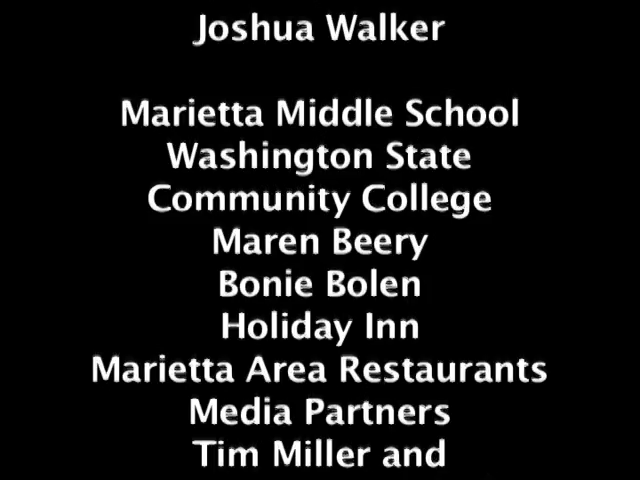 Joshua Walker
Marietta Middle School
Washington State
Community College
Maren Beery
Bonie Bolen
Holiday Inn
Marietta Area Restaurants
Media Partners
Tim Miller and